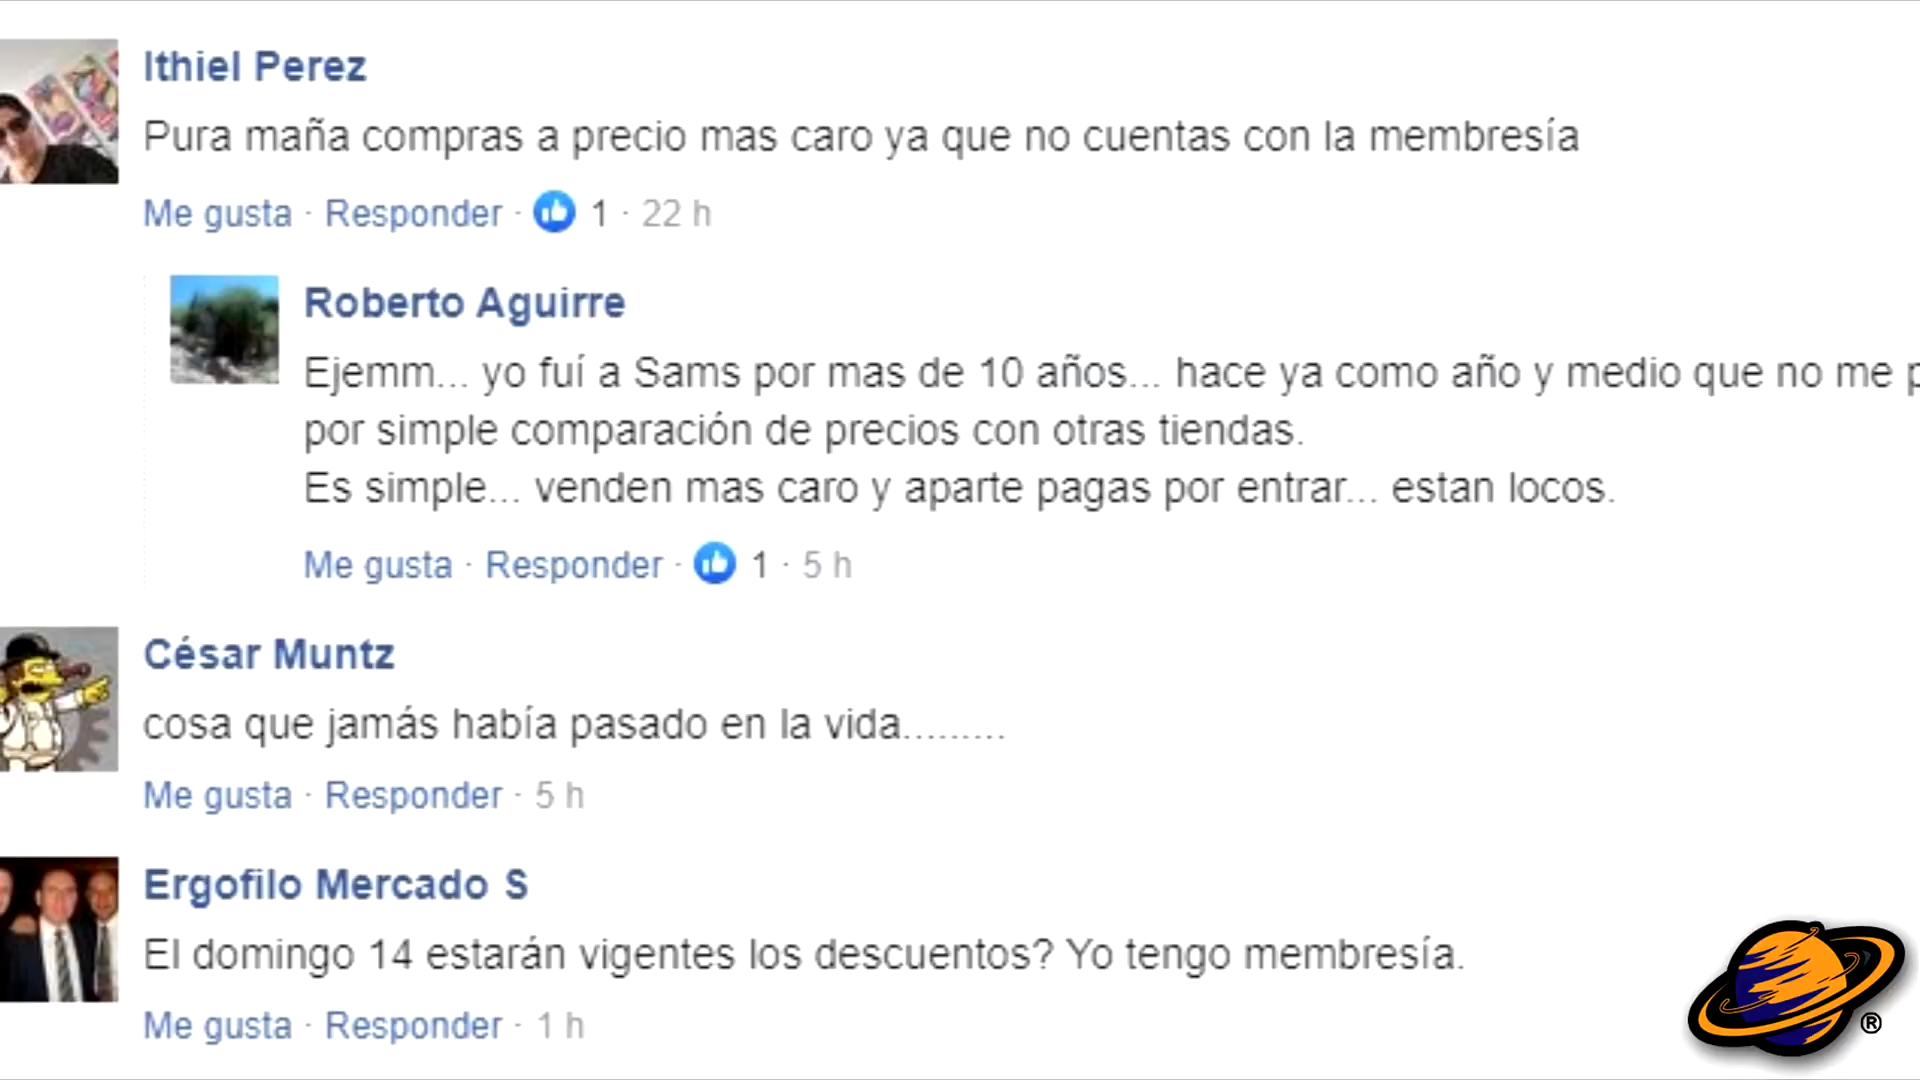 Ithiel Perez
Pura maña compras a precio mas caro ya que no cuentas con la membresía
Me gusta · Responder · 1 · 22 h
Roberto Aguirre
Ejemm... yo fuí a Sams por mas de 10 años... hace ya como año y medio que no me
por simple comparación de precios con otras tiendas.
Es simple... venden mas caro y aparte pagas por entrar... estan locos.
Me gusta · Responder · 1 · 5 h
César Muntz
cosa que jamás había pasado en la vida.........
Me gusta · Responder · 5 h
Ergofilo Mercado S
El domingo 14 estarán vigentes los descuentos? Yo tengo membresía.
Me gusta · Responder · 1 h
®